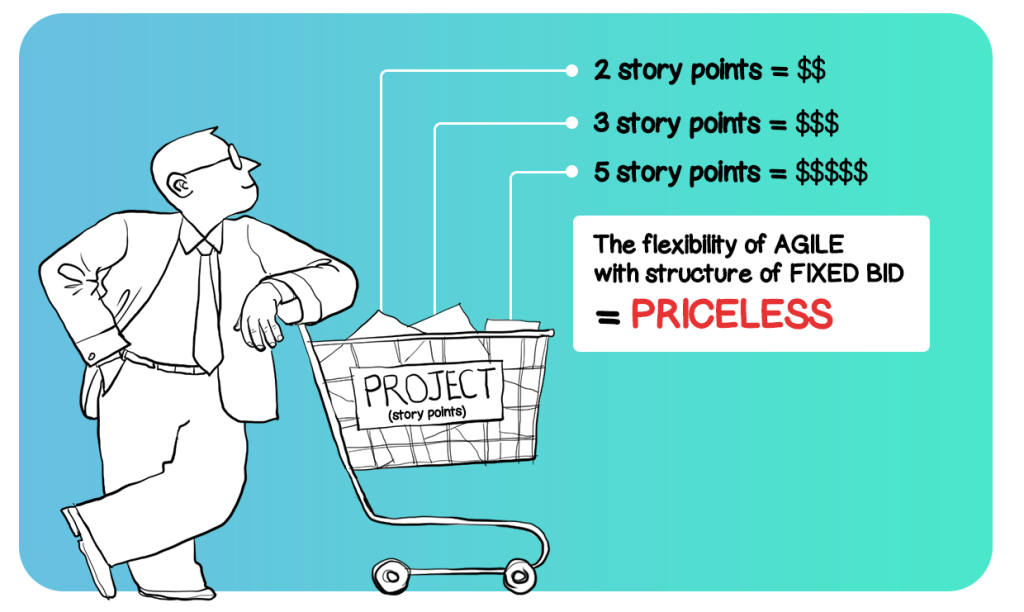 2 story points = $$
3 story points = $$$
5 story points = $$$$$
The flexibility of AGILE
with structure of FIXED BID
= PRICELESS
PROJECT
(story points)